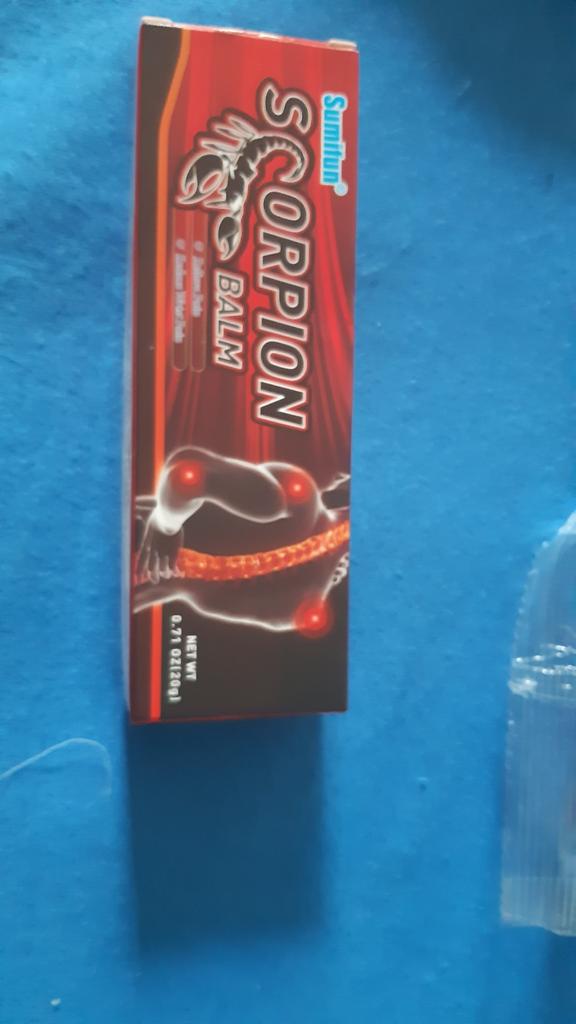 Sumifun®
SCORPION
BALM
NET WT
0.71 OZ(20g)